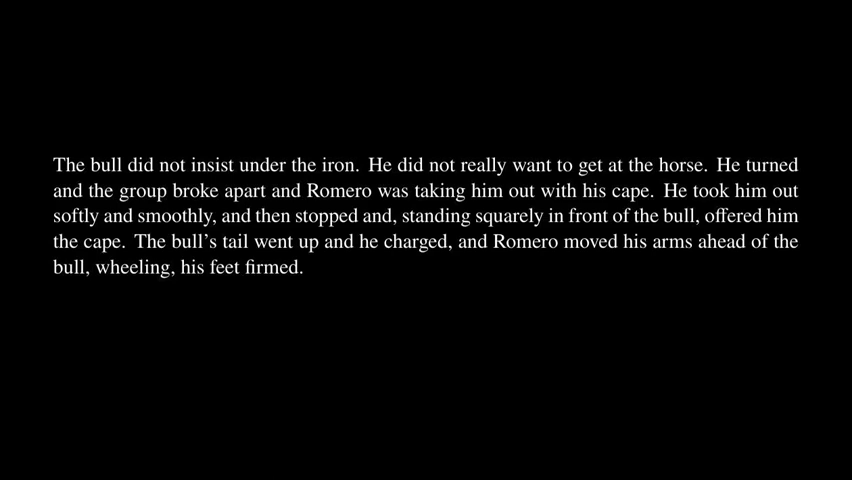 The bull did not insist under the iron. He did not really want to get at the horse. He turned
and the group broke apart and Romero was taking him out with his cape. He took him out
softly and smoothly, and then stopped and, standing squarely in front of the bull, offered him
the cape. The bull’s tail went up and he charged, and Romero moved his arms ahead of the
bull, wheeling, his feet firmed.